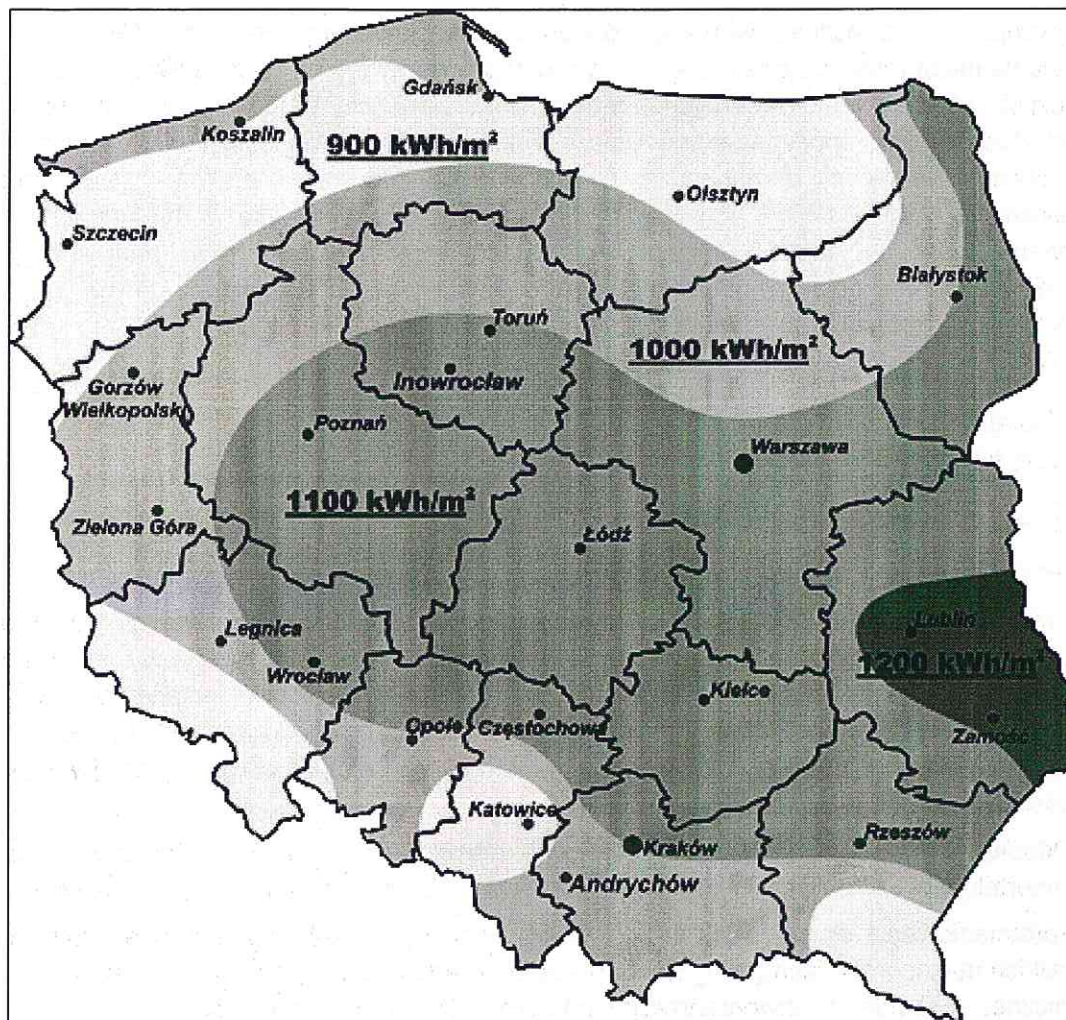 Gdańsk
Koszalin
900 kWh/m²
Olsztyn
Szczecin
Białystok
Toruń
1000 kWh/m²
Inowrocław
Gorzów
Wielkopolski
Poznań
Warszawa
1100 kWh/m²
Zielona Góra
Łódź
Legnica
Lublin
Wrocław
1200 kWh/m²
Kielce
Opole
Częstochowa
Zamość
Katowice
Kraków
Rzeszów
Andrychów